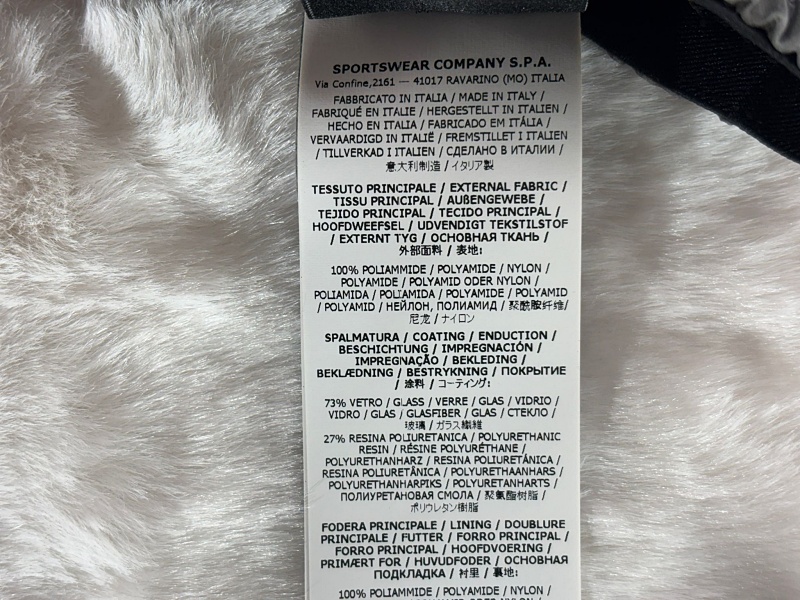 SPORTSWEAR COMPANY S.P.A.
Via Confine,2161 — 41017 RAVARINO (MO) ITALIA
FABBRICATO IN ITALIA / MADE IN ITALY /
FABRIQUÉ EN ITALIE / HERGESTELLT IN ITALIEN /
HECHO EN ITALIA / FABRICADO EM ITÁLIA /
VERVAARDIGD IN ITALIË / FREMSTILLET I ITALIEN
/ TILLVERKAD I ITALIEN / СДЕЛАНО В ИТАЛИИ /
意大利制造 / イタリア製
TESSUTO PRINCIPALE / EXTERNAL FABRIC /
TISSU PRINCIPAL / AUßENGEWEBE /
TEJIDO PRINCIPAL / TECIDO PRINCIPAL /
HOOFDWEEFSEL / UDVENDIGT TEKSTILSTOF
/ EXTERNT TYG / ОСНОВНАЯ ТКАНЬ /
外部面料 / 表地:
100% POLIAMMIDE / POLYAMIDE / NYLON /
POLYAMIDE / POLYAMID ODER NYLON /
POLIAMIDA / POLIAMIDA / POLYAMIDE / POLYAMID
/ POLYAMID / НЕЙЛОН, ПОЛИАМИД / 聚酰胺纤维/
尼龙 / ナイロン
SPALMATURA / COATING / ENDUCTION /
BESCHICHTUNG / IMPREGNACIÓN /
IMPREGNAÇÃO / BEKLEDING /
BEKLÆDNING / BESTRYKNING / ПОКРЫТИЕ
/ 涂料 / コーティング:
73% VETRO / GLASS / VERRE / GLAS / VIDRIO /
VIDRO / GLAS / GLASFIBER / GLAS / СТЕКЛО /
玻璃 / ガラス繊維
27% RESINA POLIURETANICA / POLYURETHANIC
RESIN / RÉSINE POLYURÉTHANE /
POLYURETHANHARZ / RESINA POLIURETÁNICA /
RESINA POLIURETÂNICA / POLYURETHAANHARS /
POLYURETHANHARPIKS / POLYURETANHARTS /
ПОЛИУРЕТАНОВАЯ СМОЛА / 聚氨酯树脂 /
ポリウレタン樹脂
FODERA PRINCIPALE / LINING / DOUBLURE
PRINCIPALE / FUTTER / FORRO PRINCIPAL /
FORRO PRINCIPAL / HOOFDVOERING /
PRIMÆRT FOR / HUVUDFODER / ОСНОВНАЯ
ПОДКЛАДКА / 衬里 / 裏地:
100% POLIAMMIDE / POLYAMIDE / NYLON /